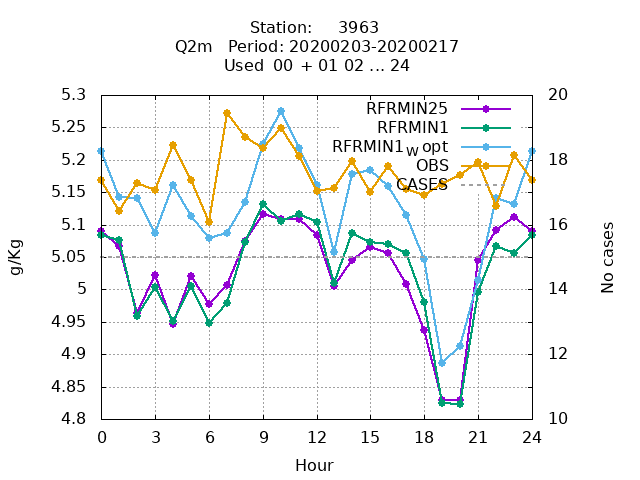 Station: 3963
Q2m Period: 20200203-20200217
Used 00 + 01 02 ... 24
5.3
5.25
5.2
5.15
5.1
5.05
5
4.95
4.9
4.85
4.8
20
18
16
14
12
10
0 3 6 9 12 15 18 21 24
Hour
g/Kg
No cases
RFRMIN25
RFRMIN1
RFRMIN1w opt
OBS
CASES